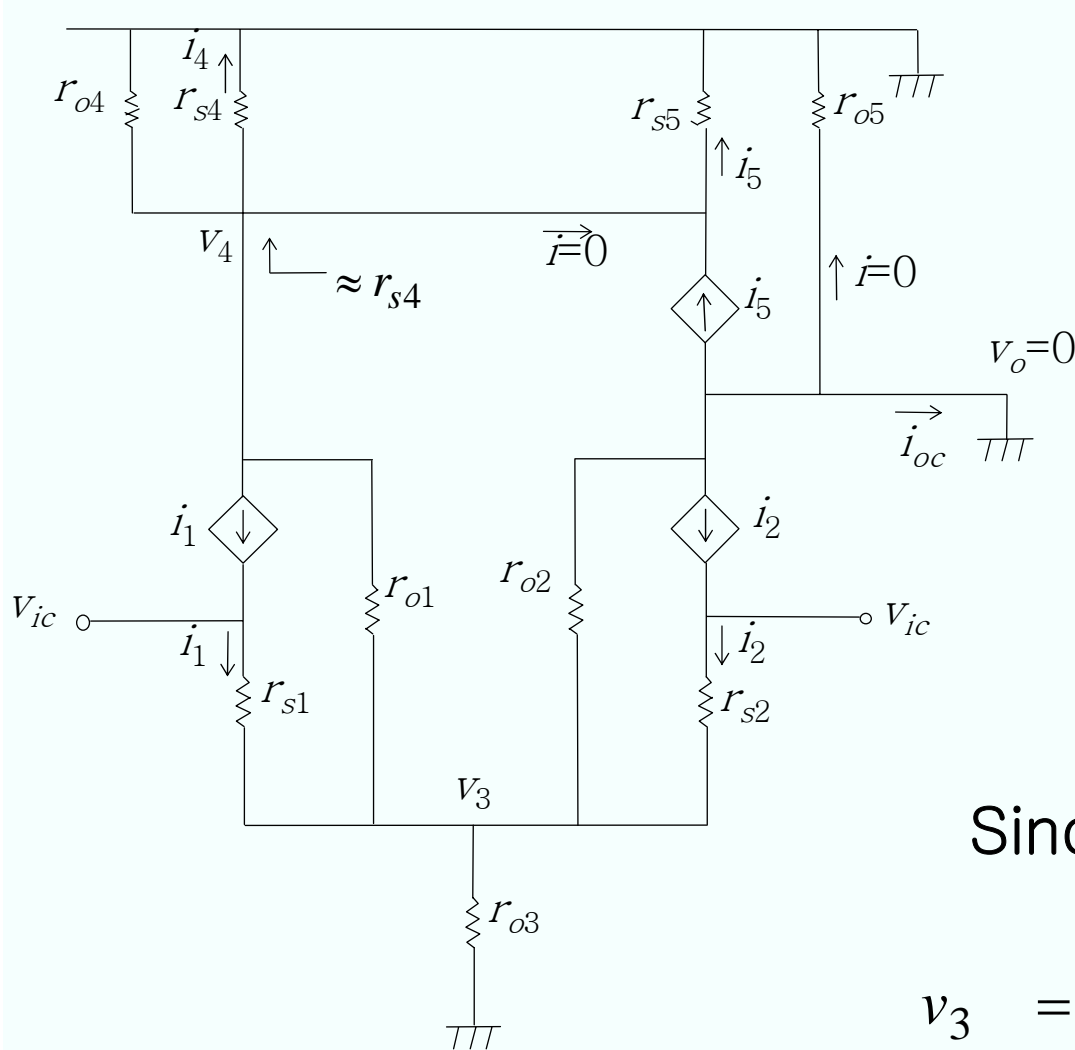 i4
ro4
rs4
rs5
ro5
i5
v4
i=0
≈ rs4
i5
i=0
vo=0
ioc
i1
i2
ro1
ro2
vic
vic
i1
i2
rs1
rs2
v3
ro3
v3 =